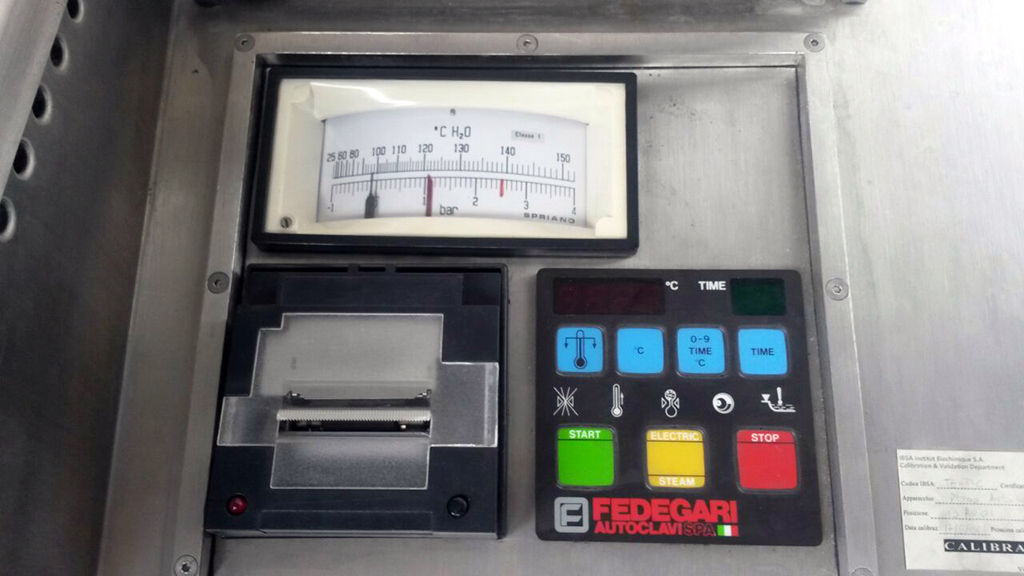 °C H₂O
Classe 1
25 60 80 100 110 120 130 140 150
-1 1 2 3 4
bar
SPRIANO
°C TIME
°C
0-9
TIME
°C
TIME
START
ELECTRIC
STEAM
STOP
FEDEGARI
AUTOCLAVI SPA
IBSA Institut Biochimique S.A.
Calibration & Validation Department
Codice IBSA:
Apparecchio:
Posizione:
Data calibraz.
CALIBRA